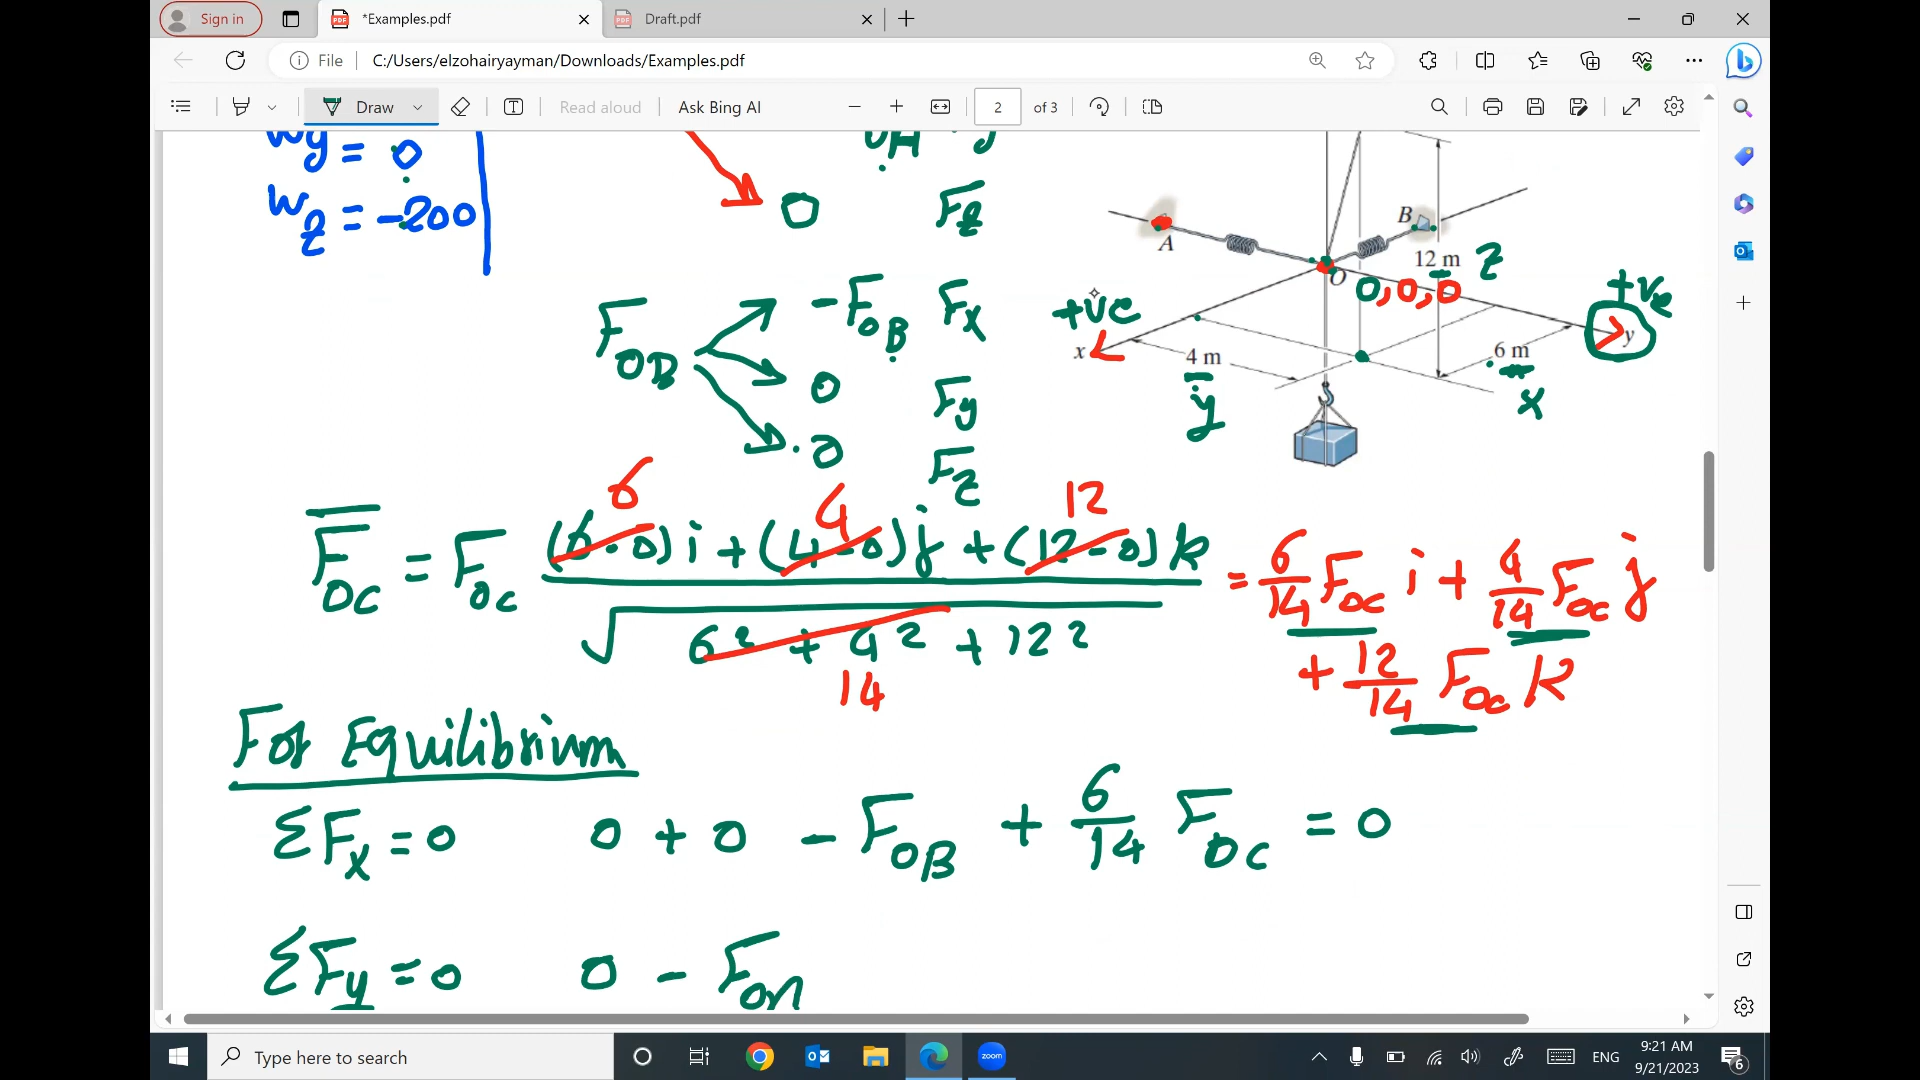 Sign in
*Examples.pdf
Draft.pdf
File
C:/Users/elzohairyayman/Downloads/Examples.pdf
Draw
Read aloud
Ask Bing AI
2 of 3
Wy = 0
OA
y
Wz = -200
0 Fz
A
B
12 m z
O
0,0,0
+ve
+ve
x
y
4 m
y
6 m
x
FOB
-FOB Fx
0 Fy
0 Fz
6 4 12
FOC = FOC (6-0)i + (4-0)j + (12-0)k
√ 6² + 4² + 12²
14
= 6/14 FOC i + 4/14 FOC j
+ 12/14 FOC k
For Equilibrium
ΣFx = 0 0 + 0 - FOB + 6/14 FOC = 0
ΣFy = 0 0 - FOA
Type here to search
zoom
ENG
9:21 AM
9/21/2023
6